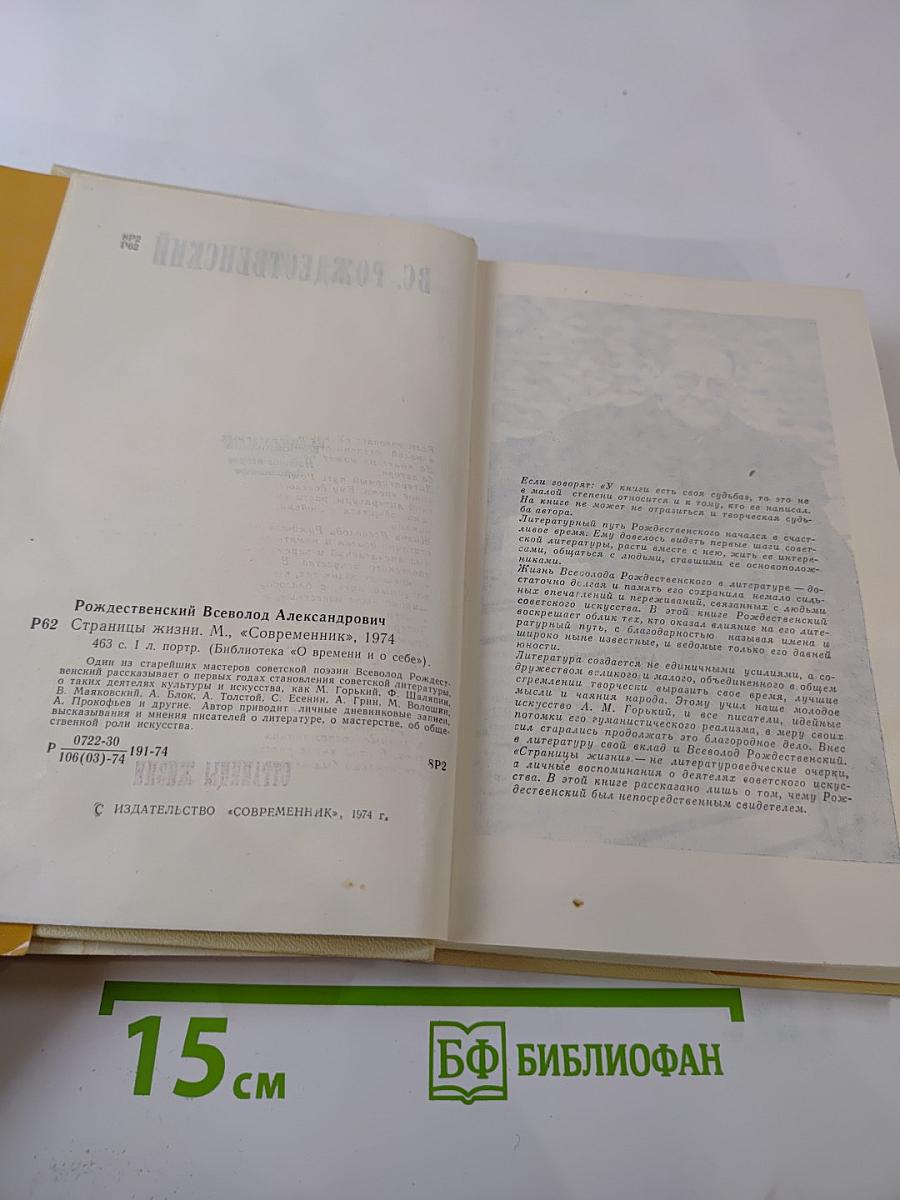 8Р2
Р62
ВС. РОЖДЕСТВЕНСКИЙ
Рождественский Всеволод Александрович
Р62 Страницы жизни. М., «Современник», 1974
463 с. 1 л. портр. (Библиотека «О времени и о себе»).
Один из старейших мастеров советской поэзии Всеволод Рождест-
венский рассказывает о первых годах становления советской литературы,
о таких деятелях культуры и искусства, как М. Горький, Ф. Шаляпин,
В. Маяковский, А. Блок, А. Толстой, С. Есенин, А. Грин, М. Волошин,
А. Прокофьев и другие. Автор приводит личные дневниковые записи,
высказывания и мнения писателей о литературе, о мастерстве, об обще-
ственной роли искусства.
Р 0722-30
106(03)-74 191-74
8Р2
СТРАНИЦЫ ЖИЗНИ
© ИЗДАТЕЛЬСТВО «СОВРЕМЕННИК», 1974 г.
Если говорят: «У книги есть своя судьба», то это не
в малой степени относится и к тому, кто ее написал.
На книге не может не отразиться и творческая судь-
ба автора.
Литературный путь Рождественского начался в счаст-
ливое время. Ему довелось видеть первые шаги совет-
ской литературы, расти вместе с нею, жить ее интере-
сами, общаться с людьми, ставшими ее основополож-
никами.
Жизнь Всеволода Рождественского в литературе — до-
статочно долгая и память его сохранила немало силь-
ных впечатлений и переживаний, связанных с людьми
советского искусства. В этой книге Рождественский
воскрешает облик тех, кто оказал влияние на его лите-
ратурный путь, с благодарностью называя имена и
широко ныне известные, и ведомые только его давней
юности.
Литература создается не единичными усилиями, а со-
дружеством великого и малого, объединенного в общем
стремлении творчески выразить свое время, лучшие
мысли и чаяния народа. Этому учил наше молодое
искусство А. М. Горький, и все писатели, идейные
потомки его гуманистического реализма, в меру своих
сил старались продолжать это благородное дело. Внес
в литературу свой вклад и Всеволод Рождественский.
«Страницы жизни» — не литературоведческие очерки,
а личные воспоминания о деятелях советского искус-
ства. В этой книге рассказано лишь о том, чему Рож-
дественский был непосредственным свидетелем.
15 см
БФ БИБЛИОФАН